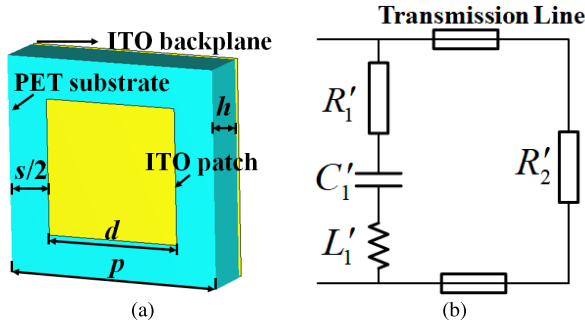 ITO backplane
PET substrate
h
ITO patch
s/2
d
p
(a)
Transmission Line
R′₁
C′₁
L′₁
R′₂
(b)